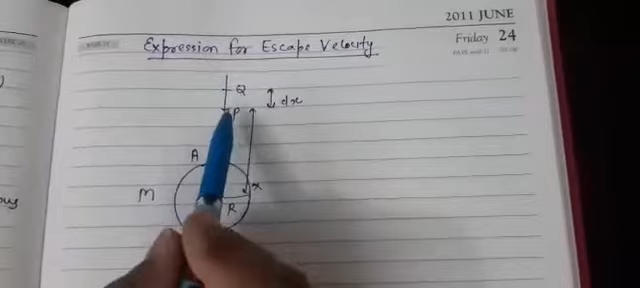 2011 JUNE
Friday 24
Expression for Escape Velocity
Q
dx
P
A
x
M
R